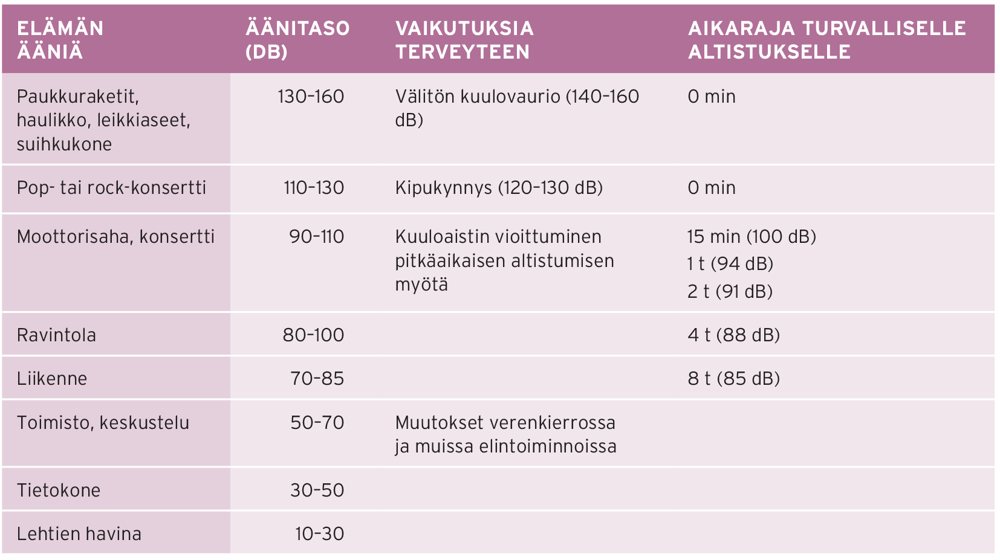 ELÄMÄN ÄÄNITASO VAIKUTUKSIA AIKARAJA TURVALLISELLE
ÄÄNIÄ (DB) TERVEYTEEN ALTISTUKSELLE
Paukkuraketit, 130–160 Välitön kuulovaurio (140–160 0 min
haulikko, leikkiaseet, dB)
suihkukone
Pop- tai rock-konsertti 110–130 Kipukynnys (120–130 dB) 0 min
Moottorisaha, konsertti 90–110 Kuuloaistin vioittuminen 15 min (100 dB)
pitkäaikaisen altistumisen 1 t (94 dB)
myötä 2 t (91 dB)
Ravintola 80–100 4 t (88 dB)
Liikenne 70–85 8 t (85 dB)
Toimisto, keskustelu 50–70 Muutokset verenkierrossa
ja muissa elintoiminnoissa
Tietokone 30–50
Lehtien havina 10–30